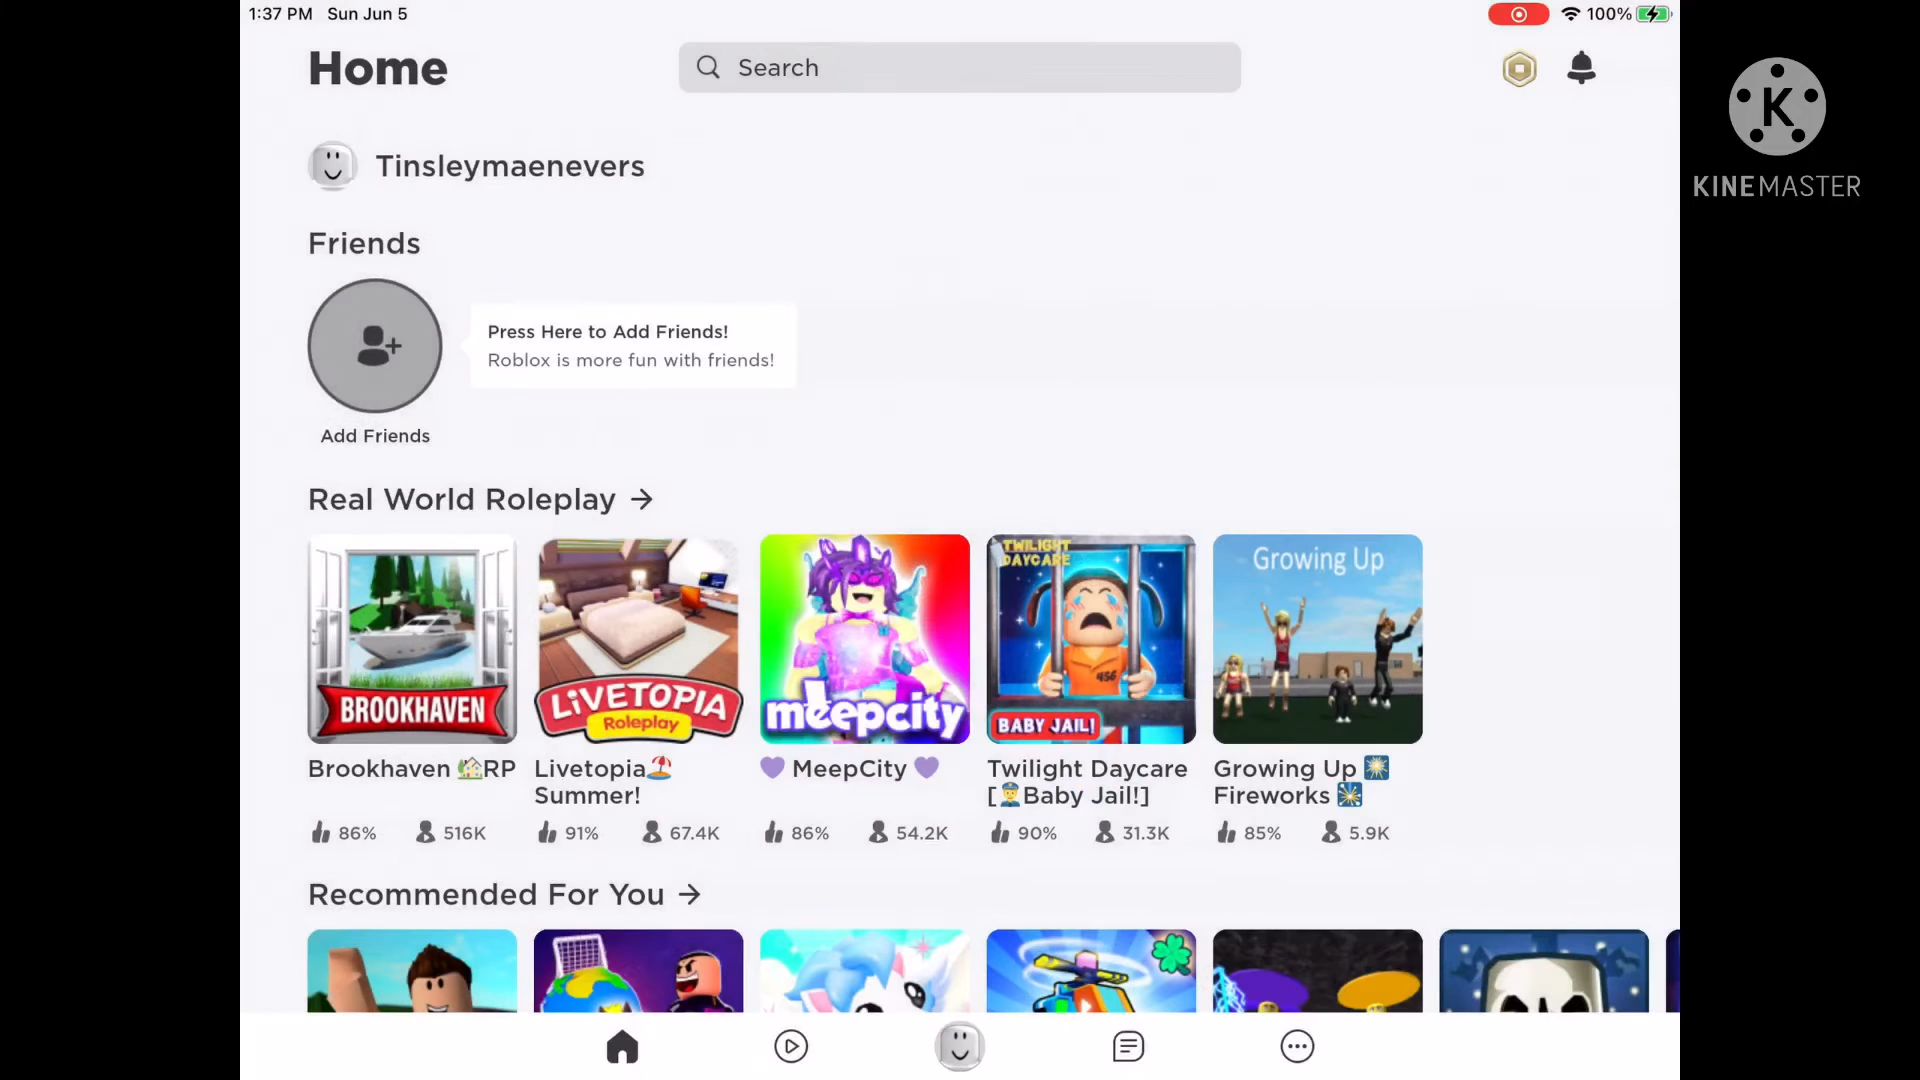 1:37 PM Sun Jun 5
100%
Home
Search
K
KINEMASTER
Tinsleymaenevers
Friends
Press Here to Add Friends!
Roblox is more fun with friends!
Add Friends
Real World Roleplay →
BROOKHAVEN
LiVETOPIA
Roleplay
meepcity
TWILIGHT
DAYCARE
456
BABY JAIL!
Growing Up
Brookhaven 🏡RP
Livetopia🏖️
Summer!
💜 MeepCity 💜
Twilight Daycare
[👮Baby Jail!]
Growing Up 🎆
Fireworks 🎇
86% 516K
91% 67.4K
86% 54.2K
90% 31.3K
85% 5.9K
Recommended For You →